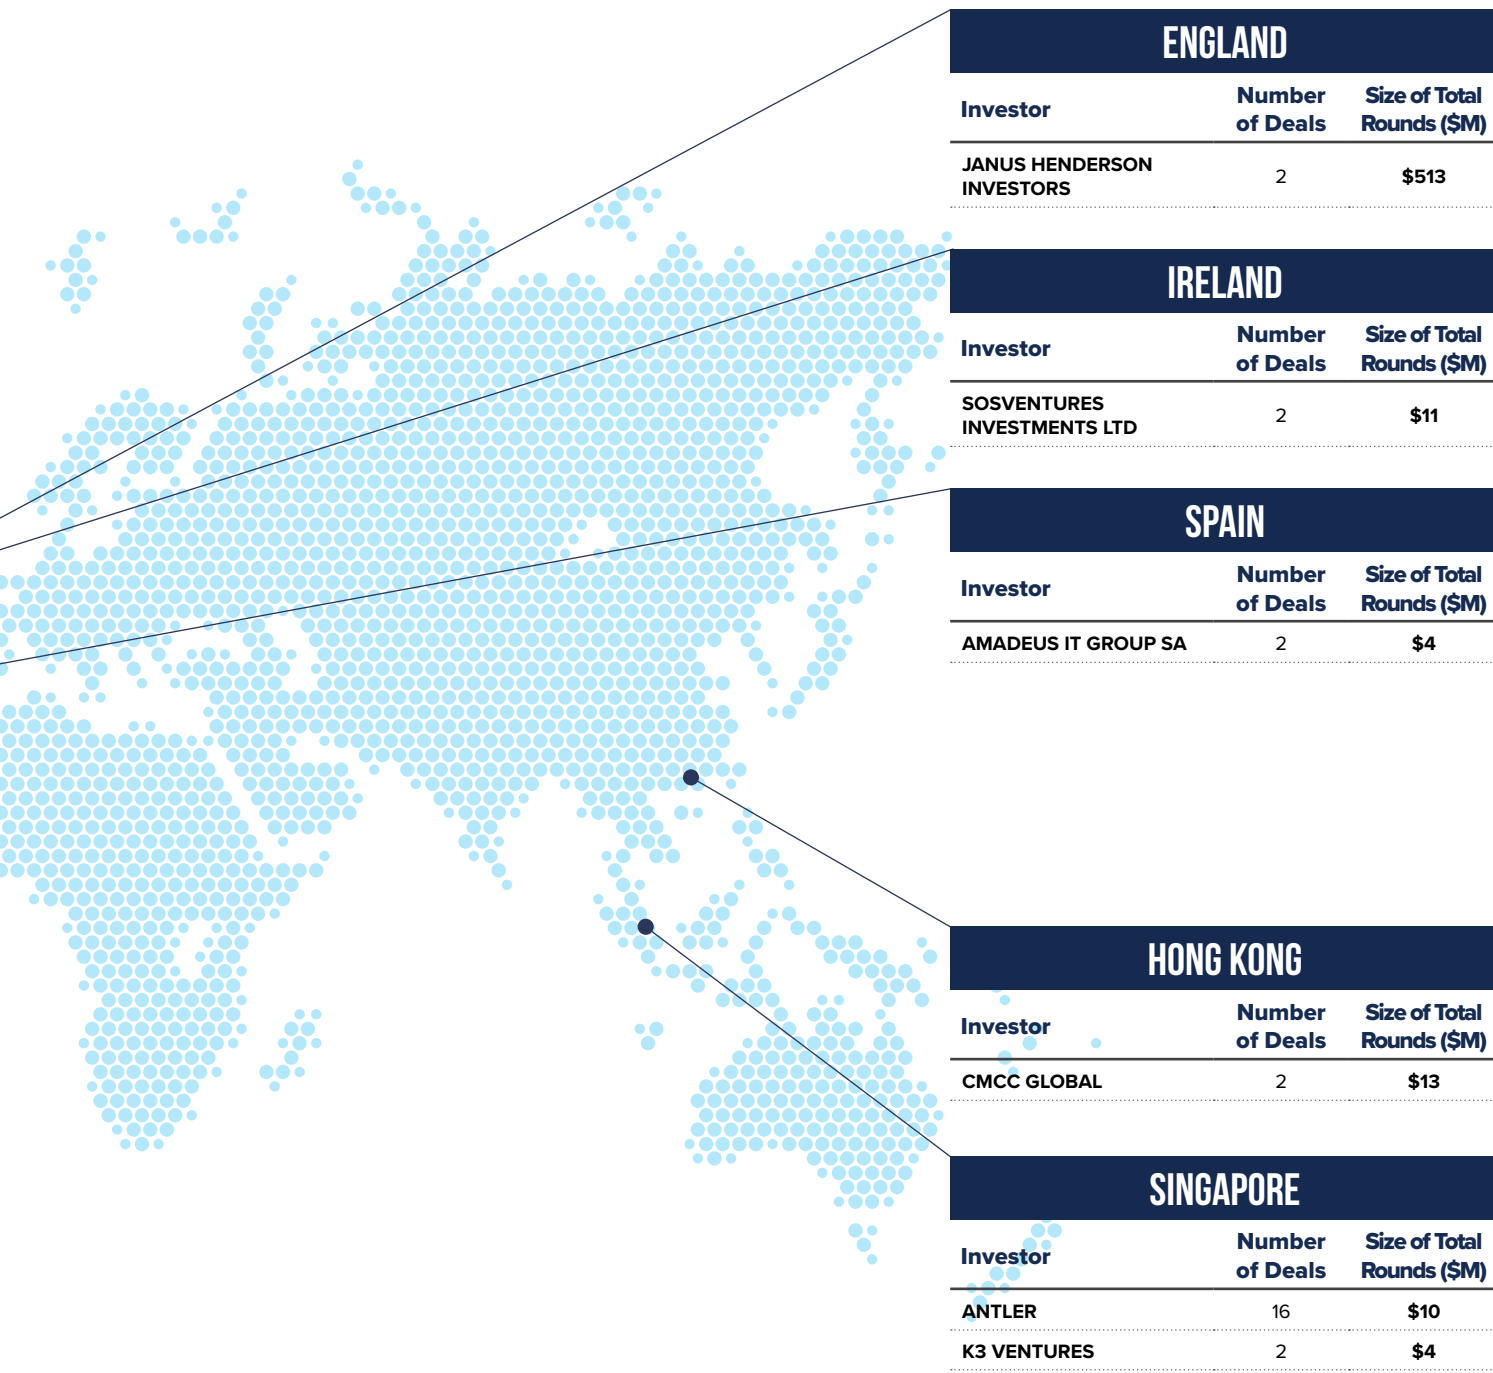 ENGLAND
Investor Number of Deals Size of Total Rounds ($M)
JANUS HENDERSON INVESTORS 2 $513
IRELAND
Investor Number of Deals Size of Total Rounds ($M)
SOSVENTURES INVESTMENTS LTD 2 $11
SPAIN
Investor Number of Deals Size of Total Rounds ($M)
AMADEUS IT GROUP SA 2 $4
HONG KONG
Investor Number of Deals Size of Total Rounds ($M)
CMCC GLOBAL 2 $13
SINGAPORE
Investor Number of Deals Size of Total Rounds ($M)
ANTLER 16 $10
K3 VENTURES 2 $4